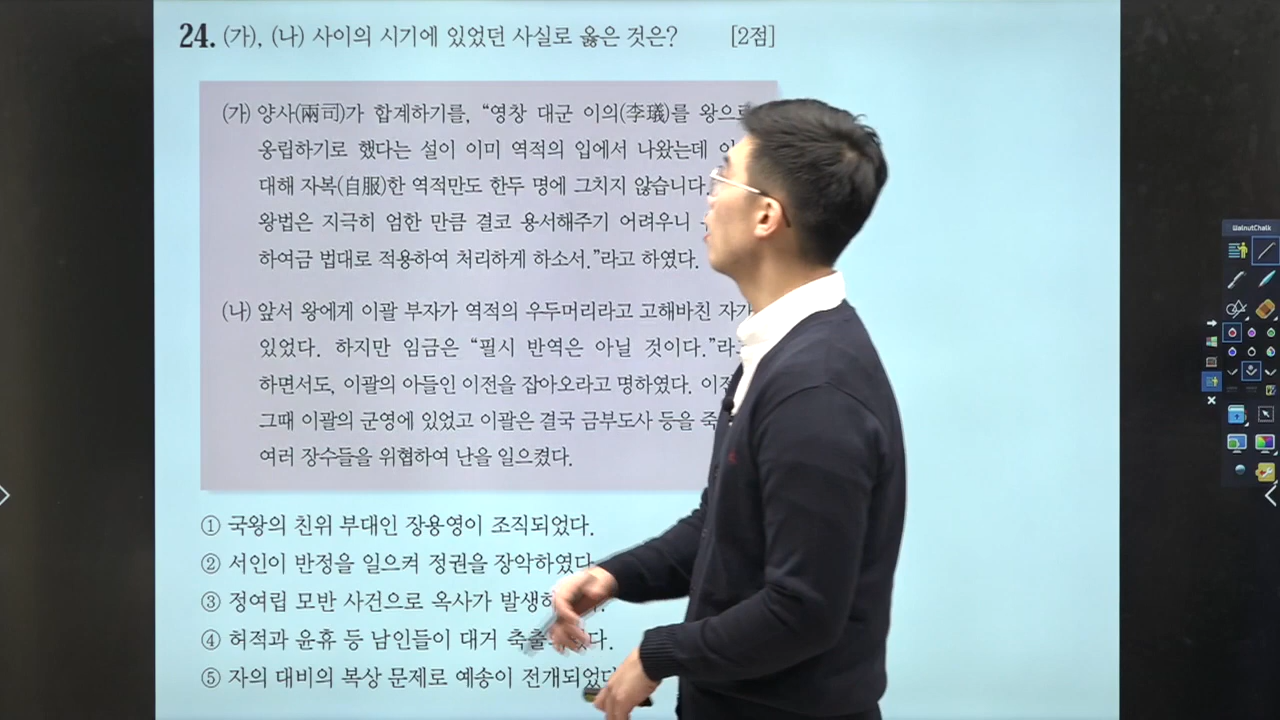 24. (가), (나) 사이의 시기에 있었던 사실로 옳은 것은? [2점]
(가) 양사(兩司)가 합계하기를, “영창 대군 이의(李㼁)를 왕으로
옹립하기로 했다는 설이 이미 역적의 입에서 나왔는데
대해 자복(自服)한 역적만도 한두 명에 그치지 않습니다.
왕법은 지극히 엄한 만큼 결코 용서해주기 어려우니
하여금 법대로 적용하여 처리하게 하소서.”라고 하였다.
(나) 앞서 왕에게 이괄 부자가 역적의 우두머리라고 고해바친 자가
있었다. 하지만 임금은 “필시 반역은 아닐 것이다.”라고
하면서도, 이괄의 아들인 이전을 잡아오라고 명하였다.
그때 이괄의 군영에 있었고 이괄은 결국 금부도사 등을
여러 장수들을 위협하여 난을 일으켰다.
① 국왕의 친위 부대인 장용영이 조직되었다.
② 서인이 반정을 일으켜 정권을 장악하였다.
③ 정여립 모반 사건으로 옥사가
④ 허적과 윤휴 등 남인들이 대거 축출되었다.
⑤ 자의 대비의 복상 문제로 예송이 전개되었다
WalnutChalk